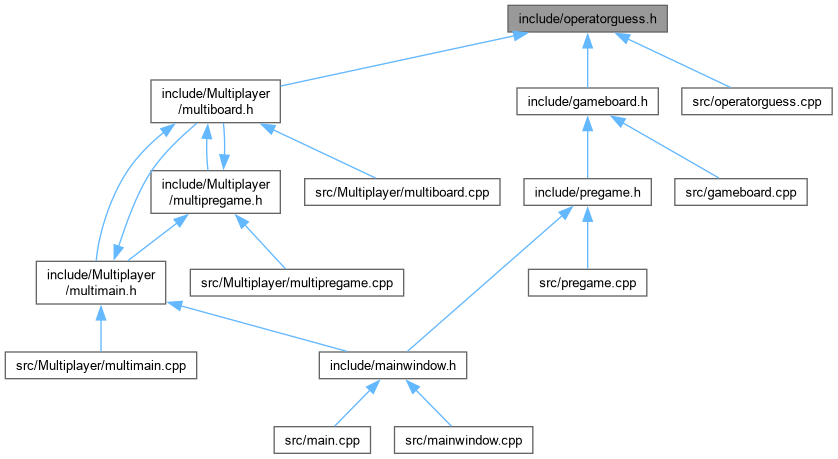 include/operatorguess.h
include/Multiplayer
/multiboard.h
include/gameboard.h
src/operatorguess.cpp
include/Multiplayer
/multipregame.h
src/Multiplayer/multiboard.cpp
include/pregame.h
src/gameboard.cpp
include/Multiplayer
/multimain.h
src/Multiplayer/multipregame.cpp
src/pregame.cpp
src/Multiplayer/multimain.cpp
include/mainwindow.h
src/main.cpp
src/mainwindow.cpp